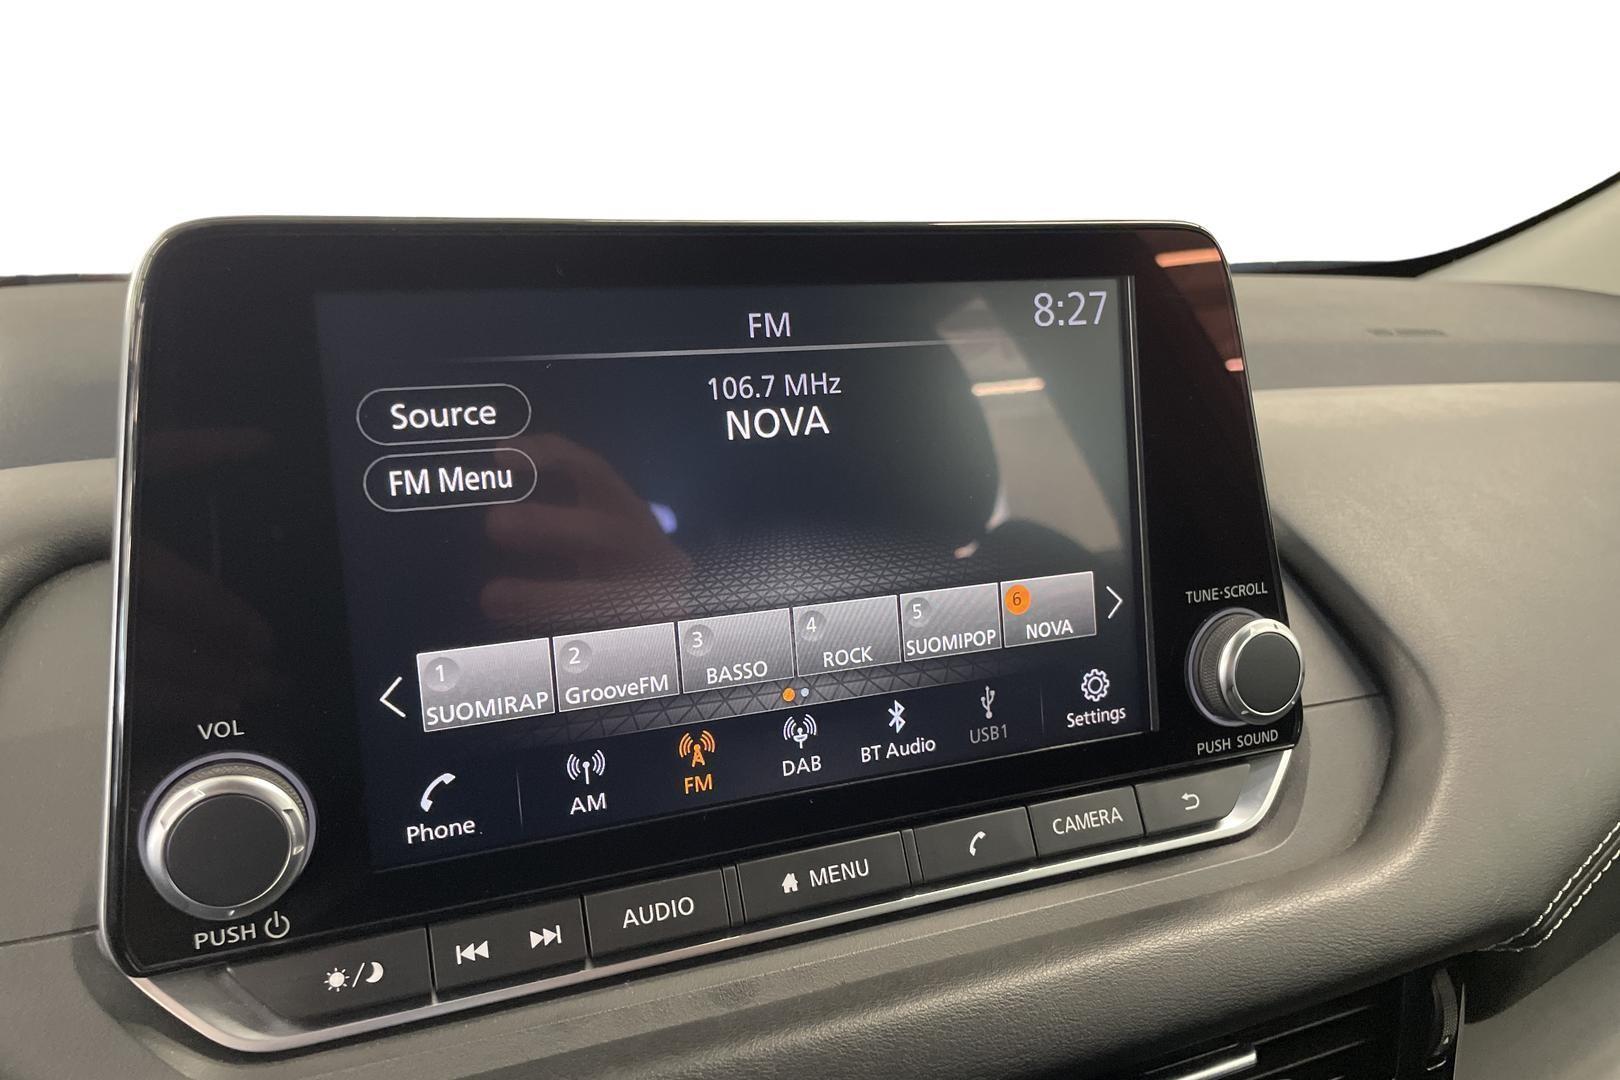 FM
8:27
106.7 MHz
NOVA
Source
FM Menu
1
SUOMIRAP
2
GrooveFM
3
BASSO
4
ROCK
5
SUOMIPOP
6
NOVA
Phone
AM
FM
DAB
BT Audio
USB1
Settings
VOL
PUSH
TUNE·SCROLL
PUSH SOUND
AUDIO
MENU
CAMERA